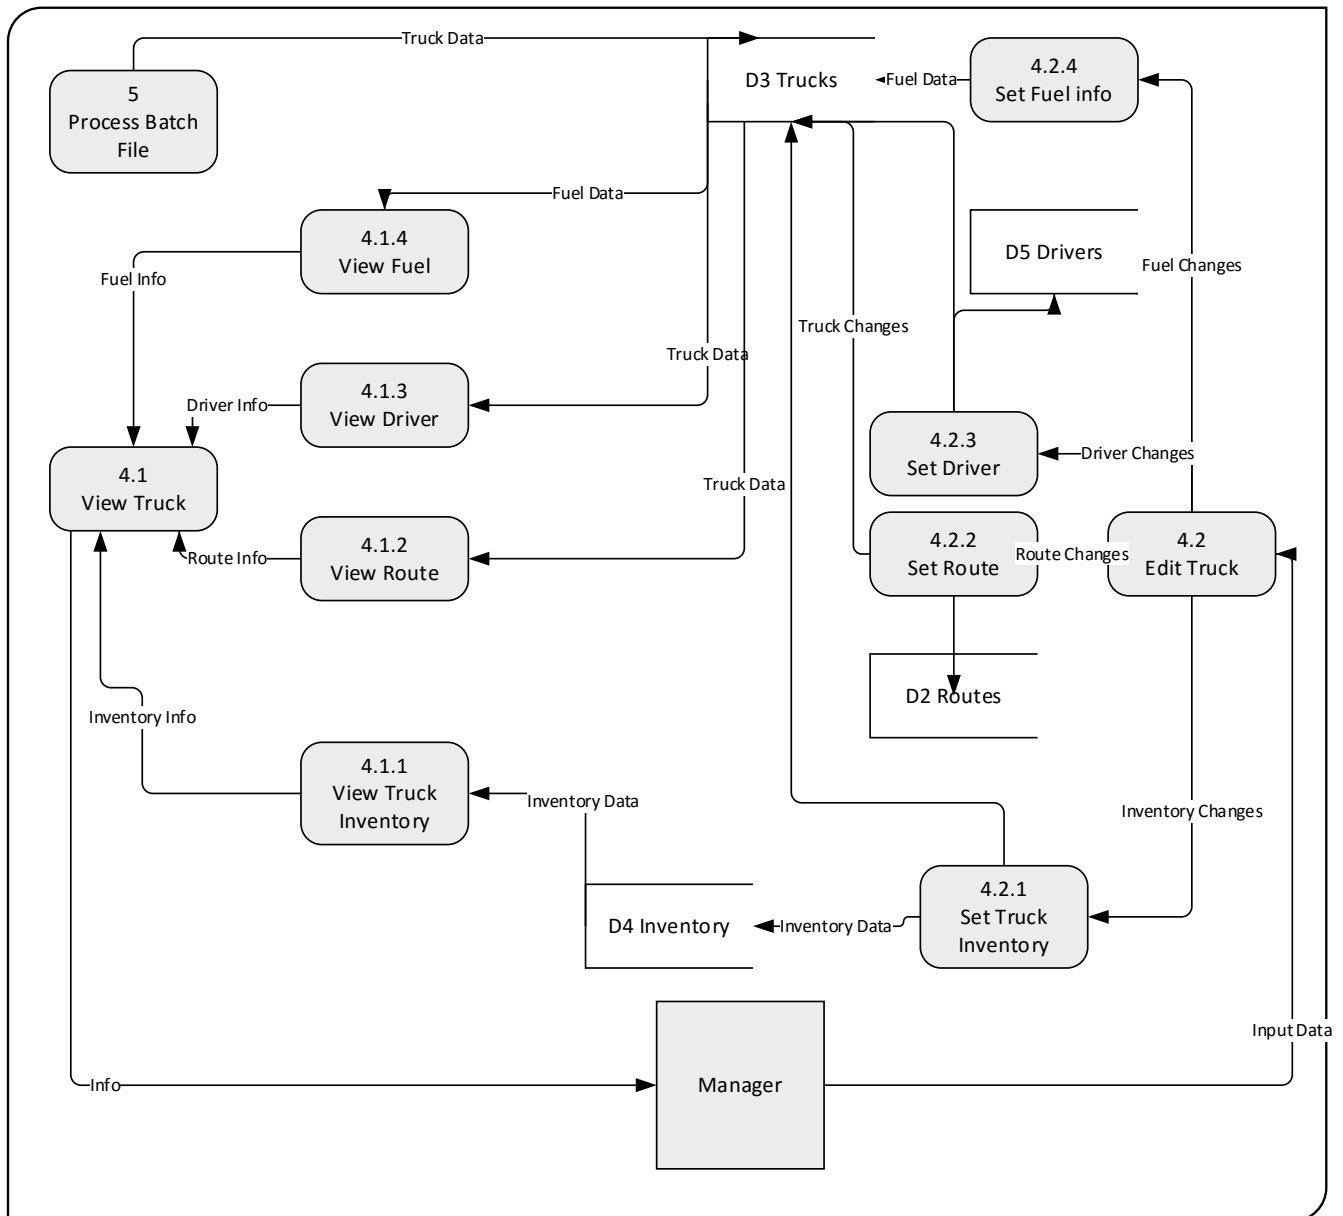 Truck Data
5
Process Batch
File
D3 Trucks
Fuel Data
4.2.4
Set Fuel info
Fuel Data
4.1.4
View Fuel
D5 Drivers
Fuel Info
Fuel Changes
Truck Changes
Truck Data
4.1.3
View Driver
Driver Info
4.2.3
Set Driver
Driver Changes
4.1
View Truck
Truck Data
Route Info
4.1.2
View Route
4.2.2
Set Route
Route Changes
4.2
Edit Truck
D2 Routes
Inventory Info
4.1.1
View Truck
Inventory
Inventory Data
Inventory Changes
4.2.1
Set Truck
Inventory
D4 Inventory
Inventory Data
Input Data
Info
Manager